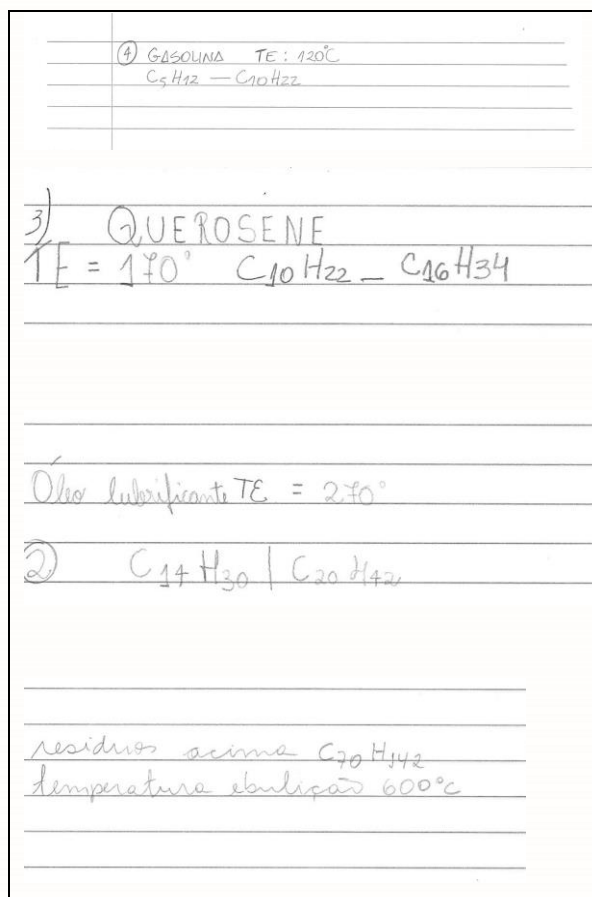 ④ GASOLINA TE: 120°C
C5H12 — C10H22
3) QUEROSENE
TE = 170° C10H22 - C16H34
Óleo lubrificante TE = 270°
② C14H30 | C20H42
residuos acima C70H142
temperatura ebulição 600°C